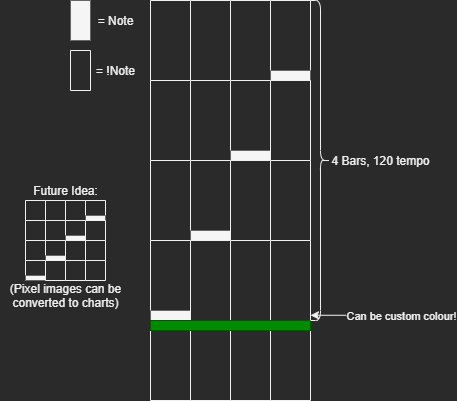 = Note
= !Note
4 Bars, 120 tempo
Future Idea:
(Pixel images can be
converted to charts)
Can be custom colour!